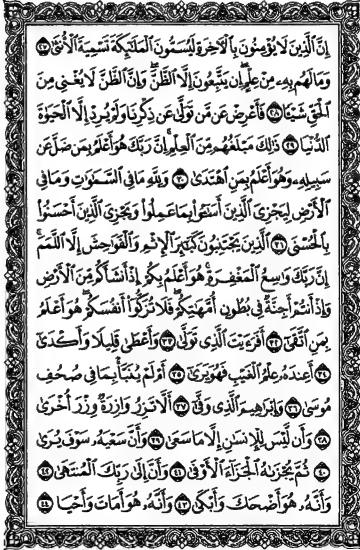 إِنَّ ٱلَّذِينَ لَا يُؤْمِنُونَ بِٱلْأَخِرَةِ لَيُسَمُّونَ ٱلْمَلَٰٓئِكَةَ تَسْمِيَةَ ٱلْأُنثَىٰ ٢٧
وَمَا لَهُم بِهِۦ مِنْ عِلْمٍ ۖ إِن يَتَّبِعُونَ إِلَّا ٱلظَّنَّ ۖ وَإِنَّ ٱلظَّنَّ لَا يُغْنِى مِنَ
ٱلْحَقِّ شَيْـًٔا ٢٨ فَأَعْرِضْ عَن مَّن تَوَلَّىٰ عَن ذِكْرِنَا وَلَمْ يُرِدْ إِلَّا ٱلْحَيَوٰةَ
ٱلدُّنْيَا ٢٩ ذَٰلِكَ مَبْلَغُهُم مِّنَ ٱلْعِلْمِ ۚ إِنَّ رَبَّكَ هُوَ أَعْلَمُ بِمَن ضَلَّ عَن
سَبِيلِهِۦ وَهُوَ أَعْلَمُ بِمَنِ ٱهْتَدَىٰ ٣٠ وَلِلَّهِ مَا فِى ٱلسَّمَٰوَٰتِ وَمَا فِى
ٱلْأَرْضِ لِيَجْزِىَ ٱلَّذِينَ أَسَٰٓـُٔوا۟ بِمَا عَمِلُوا۟ وَيَجْزِىَ ٱلَّذِينَ أَحْسَنُوا۟
بِٱلْحُسْنَى ٣١ ٱلَّذِينَ يَجْتَنِبُونَ كَبَٰٓئِرَ ٱلْإِثْمِ وَٱلْفَوَٰحِشَ إِلَّا ٱللَّمَمَ ۚ
إِنَّ رَبَّكَ وَٰسِعُ ٱلْمَغْفِرَةِ ۚ هُوَ أَعْلَمُ بِكُمْ إِذْ أَنشَأَكُم مِّنَ ٱلْأَرْضِ
وَإِذْ أَنتُمْ أَجِنَّةٌ فِى بُطُونِ أُمَّهَٰتِكُمْ ۖ فَلَا تُزَكُّوٓا۟ أَنفُسَكُمْ ۖ هُوَ أَعْلَمُ
بِمَنِ ٱتَّقَىٰٓ ٣٢ أَفَرَءَيْتَ ٱلَّذِى تَوَلَّىٰ ٣٣ وَأَعْطَىٰ قَلِيلًا وَأَكْدَىٰٓ
٣٤ أَعِندَهُۥ عِلْمُ ٱلْغَيْبِ فَهُوَ يَرَىٰٓ ٣٥ أَمْ لَمْ يُنَبَّأْ بِمَا فِى صُحُفِ
مُوسَىٰ ٣٦ وَإِبْرَٰهِيمَ ٱلَّذِى وَفَّىٰٓ ٣٧ أَلَّا تَزِرُ وَازِرَةٌ وِزْرَ أُخْرَىٰ
٣٨ وَأَن لَّيْسَ لِلْإِنسَٰنِ إِلَّا مَا سَعَىٰ ٣٩ وَأَنَّ سَعْيَهُۥ سَوْفَ يُرَىٰ
٤٠ ثُمَّ يُجْزَىٰهُ ٱلْجَزَآءَ ٱلْأَوْفَىٰ ٤١ وَأَنَّ إِلَىٰ رَبِّكَ ٱلْمُنتَهَىٰ ٤٢
وَأَنَّهُۥ هُوَ أَضْحَكَ وَأَبْكَىٰ ٤٣ وَأَنَّهُۥ هُوَ أَمَاتَ وَأَحْيَا ٤٤